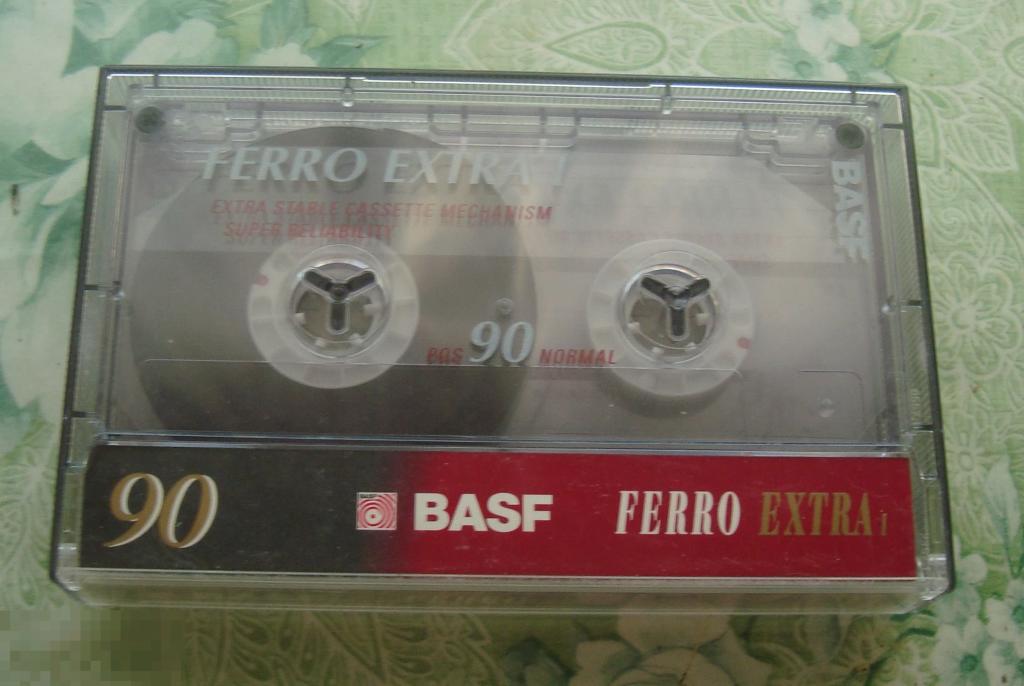 FERRO EXTRA I
EXTRA STABLE CASSETTE MECHANISM
SUPER RELIABILITY
BASF
POS 90 NORMAL
90 BASF FERRO EXTRA I